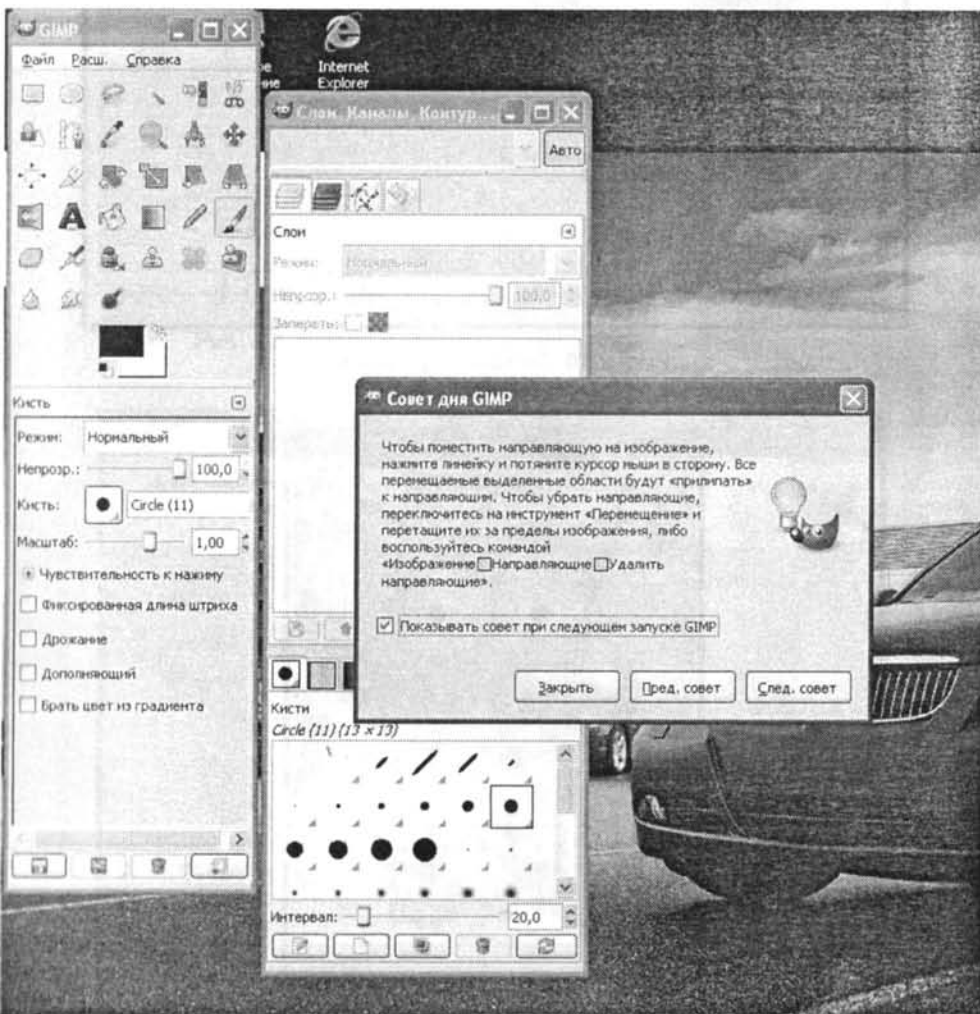 GIMP
Файл Расш. Справка
Internet
Explorer
Слои, Каналы, Контур...
Авто
Слои
Режим: Нормальный
Непрозр.: 100,0
Запереть:
Кисть
Режим: Нормальный
Непрозр.: 100,0
Кисть: Circle (11)
Масштаб: 1,00
Чувствительность к нажиму
Фиксированная длина штриха
Дрожание
Дополняющий
Брать цвет из градиента
Совет дня GIMP
Чтобы поместить направляющую на изображение,
нажмите линейку и потяните курсор мыши в сторону. Все
перемещаемые выделенные области будут «прилипать»
к направляющим. Чтобы убрать направляющие,
переключитесь на инструмент «Перемещение» и
перетащите их за пределы изображения, либо
воспользуйтесь командой
«Изображение Направляющие Удалить
направляющие».
Показывать совет при следующем запуске GIMP
Закрыть Пред. совет След. совет
Кисти
Circle (11) (13 × 13)
Интервал: 20,0